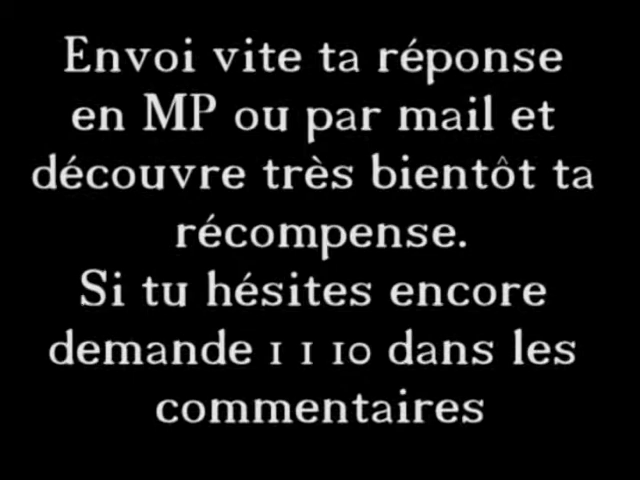 Envoi vite ta réponse
en MP ou par mail et
découvre très bientôt ta
récompense.
Si tu hésites encore
demande 1 1 10 dans les
commentaires